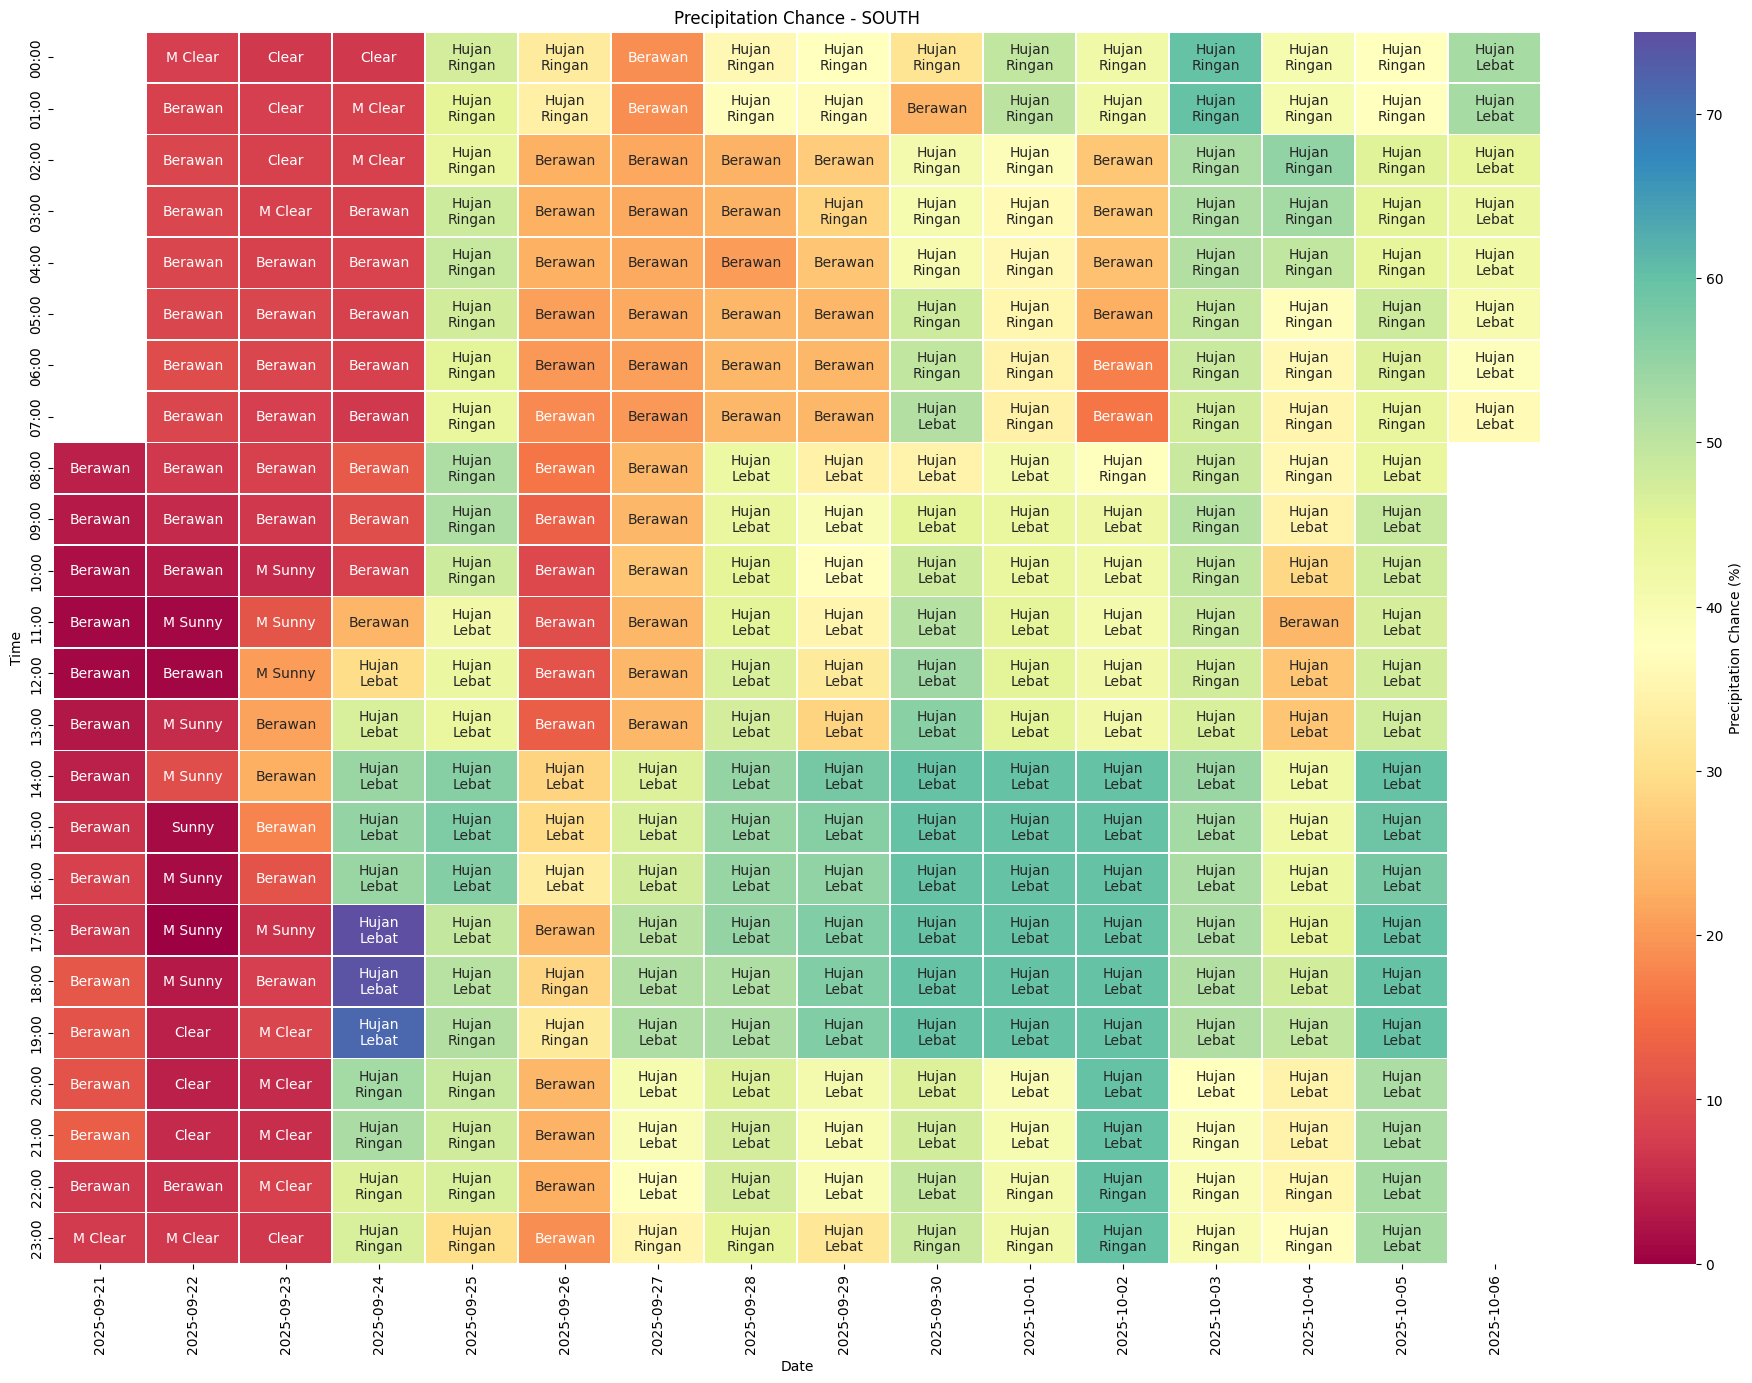 Precipitation Chance - SOUTH
00:00 M Clear Clear Clear Hujan Ringan Hujan Ringan Berawan Hujan Ringan Hujan Ringan Hujan Ringan Hujan Ringan Hujan Ringan Hujan Ringan Hujan Ringan Hujan Ringan Hujan Lebat
01:00 Berawan Clear M Clear Hujan Ringan Hujan Ringan Berawan Hujan Ringan Hujan Ringan Berawan Hujan Ringan Hujan Ringan Hujan Ringan Hujan Ringan Hujan Ringan Hujan Lebat
02:00 Berawan Clear M Clear Hujan Ringan Berawan Berawan Berawan Berawan Hujan Ringan Hujan Ringan Berawan Hujan Ringan Hujan Ringan Hujan Ringan Hujan Lebat
03:00 Berawan M Clear Berawan Hujan Ringan Berawan Berawan Berawan Hujan Ringan Hujan Ringan Hujan Ringan Berawan Hujan Ringan Hujan Ringan Hujan Ringan Hujan Lebat
04:00 Berawan Berawan Berawan Hujan Ringan Berawan Berawan Berawan Berawan Hujan Ringan Hujan Ringan Berawan Hujan Ringan Hujan Ringan Hujan Ringan Hujan Lebat
05:00 Berawan Berawan Berawan Hujan Ringan Berawan Berawan Berawan Berawan Hujan Ringan Hujan Ringan Berawan Hujan Ringan Hujan Ringan Hujan Ringan Hujan Lebat
06:00 Berawan Berawan Berawan Hujan Ringan Berawan Berawan Berawan Berawan Hujan Ringan Hujan Ringan Berawan Hujan Ringan Hujan Ringan Hujan Ringan Hujan Lebat
07:00 Berawan Berawan Berawan Hujan Ringan Berawan Berawan Berawan Berawan Hujan Lebat Hujan Ringan Berawan Hujan Ringan Hujan Ringan Hujan Ringan Hujan Lebat
08:00 Berawan Berawan Berawan Berawan Hujan Ringan Berawan Berawan Hujan Lebat Hujan Lebat Hujan Lebat Hujan Lebat Hujan Ringan Hujan Ringan Hujan Ringan Hujan Lebat
09:00 Berawan Berawan Berawan Berawan Hujan Ringan Berawan Berawan Hujan Lebat Hujan Lebat Hujan Lebat Hujan Lebat Hujan Lebat Hujan Ringan Hujan Lebat Hujan Lebat
10:00 Berawan Berawan M Sunny Berawan Hujan Ringan Berawan Berawan Hujan Lebat Hujan Lebat Hujan Lebat Hujan Lebat Hujan Lebat Hujan Ringan Hujan Lebat Hujan Lebat
11:00 Berawan M Sunny M Sunny Berawan Hujan Lebat Berawan Berawan Hujan Lebat Hujan Lebat Hujan Lebat Hujan Lebat Hujan Lebat Hujan Ringan Berawan Hujan Lebat
12:00 Berawan Berawan M Sunny Hujan Lebat Hujan Lebat Berawan Berawan Hujan Lebat Hujan Lebat Hujan Lebat Hujan Lebat Hujan Lebat Hujan Ringan Hujan Lebat Hujan Lebat
13:00 Berawan M Sunny Berawan Hujan Lebat Hujan Lebat Berawan Berawan Hujan Lebat Hujan Lebat Hujan Lebat Hujan Lebat Hujan Lebat Hujan Lebat Hujan Lebat Hujan Lebat
14:00 Berawan M Sunny Berawan Hujan Lebat Hujan Lebat Hujan Lebat Hujan Lebat Hujan Lebat Hujan Lebat Hujan Lebat Hujan Lebat Hujan Lebat Hujan Lebat Hujan Lebat Hujan Lebat
15:00 Berawan Sunny Berawan Hujan Lebat Hujan Lebat Hujan Lebat Hujan Lebat Hujan Lebat Hujan Lebat Hujan Lebat Hujan Lebat Hujan Lebat Hujan Lebat Hujan Lebat Hujan Lebat
16:00 Berawan M Sunny Berawan Hujan Lebat Hujan Lebat Hujan Lebat Hujan Lebat Hujan Lebat Hujan Lebat Hujan Lebat Hujan Lebat Hujan Lebat Hujan Lebat Hujan Lebat Hujan Lebat
17:00 Berawan M Sunny M Sunny Hujan Lebat Hujan Lebat Berawan Hujan Lebat Hujan Lebat Hujan Lebat Hujan Lebat Hujan Lebat Hujan Lebat Hujan Lebat Hujan Lebat Hujan Lebat
18:00 Berawan M Sunny Berawan Hujan Lebat Hujan Lebat Hujan Ringan Hujan Lebat Hujan Lebat Hujan Lebat Hujan Lebat Hujan Lebat Hujan Lebat Hujan Lebat Hujan Lebat Hujan Lebat
19:00 Berawan Clear M Clear Hujan Lebat Hujan Ringan Hujan Ringan Hujan Lebat Hujan Lebat Hujan Lebat Hujan Lebat Hujan Lebat Hujan Lebat Hujan Lebat Hujan Lebat Hujan Lebat
20:00 Berawan Clear M Clear Hujan Ringan Hujan Ringan Berawan Hujan Lebat Hujan Lebat Hujan Lebat Hujan Lebat Hujan Lebat Hujan Lebat Hujan Lebat Hujan Lebat Hujan Lebat
21:00 Berawan Clear M Clear Hujan Ringan Hujan Ringan Berawan Hujan Lebat Hujan Lebat Hujan Lebat Hujan Lebat Hujan Lebat Hujan Lebat Hujan Ringan Hujan Lebat Hujan Lebat
22:00 Berawan Berawan M Clear Hujan Ringan Hujan Ringan Berawan Hujan Lebat Hujan Lebat Hujan Lebat Hujan Lebat Hujan Ringan Hujan Ringan Hujan Ringan Hujan Ringan Hujan Lebat
23:00 M Clear M Clear Clear Hujan Ringan Hujan Ringan Berawan Hujan Ringan Hujan Ringan Hujan Lebat Hujan Ringan Hujan Ringan Hujan Ringan Hujan Ringan Hujan Ringan Hujan Lebat
Time
2025-09-21 2025-09-22 2025-09-23 2025-09-24 2025-09-25 2025-09-26 2025-09-27 2025-09-28 2025-09-29 2025-09-30 2025-10-01 2025-10-02 2025-10-03 2025-10-04 2025-10-05 2025-10-06
Date
70
60
50
40
30
20
10
0
Precipitation Chance (%)